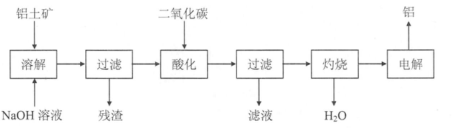 铝土矿 二氧化碳 铝
溶解 过滤 酸化 过滤 灼烧 电解
NaOH 溶液 残渣 滤液 H₂O